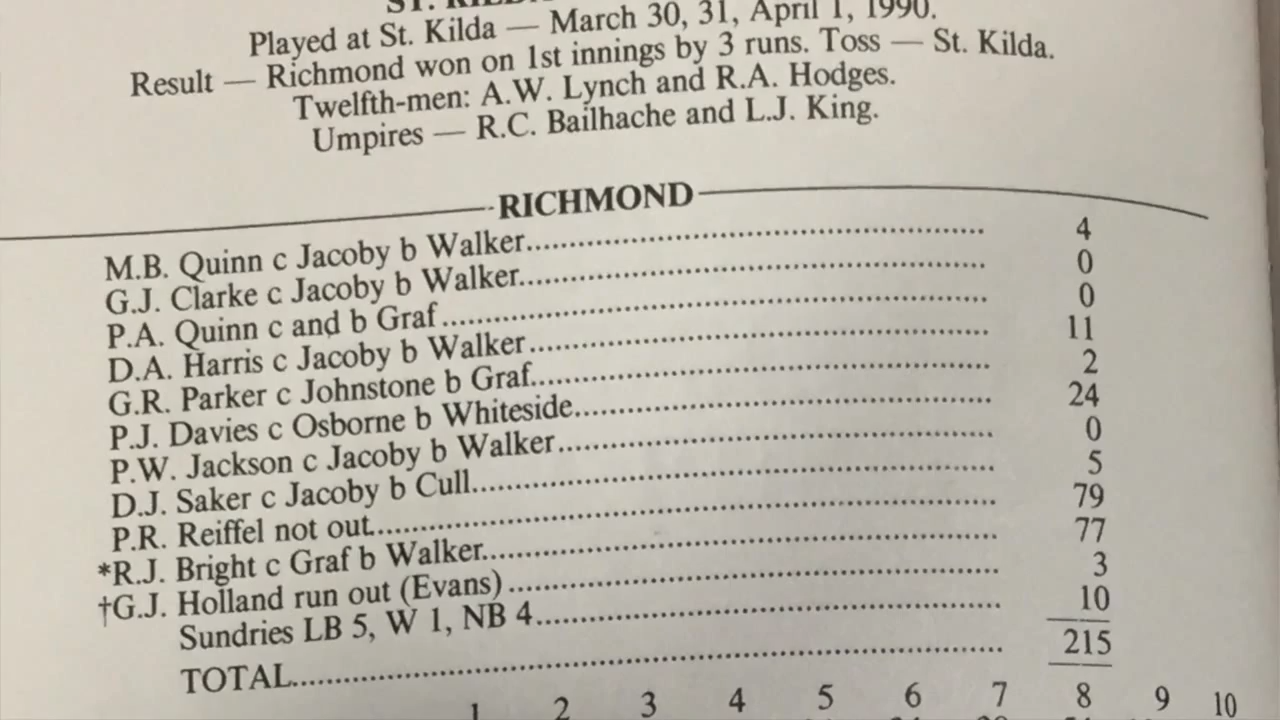 ST. KILDA
Played at St. Kilda — March 30, 31, April 1, 1990.
Result — Richmond won on 1st innings by 3 runs. Toss — St. Kilda.
Twelfth-men: A.W. Lynch and R.A. Hodges.
Umpires — R.C. Bailhache and L.J. King.
RICHMOND
M.B. Quinn c Jacoby b Walker 4
G.J. Clarke c Jacoby b Walker 0
P.A. Quinn c and b Graf 0
D.A. Harris c Jacoby b Walker 11
G.R. Parker c Johnstone b Graf 2
P.J. Davies c Osborne b Whiteside 24
P.W. Jackson c Jacoby b Walker 0
D.J. Saker c Jacoby b Cull 5
P.R. Reiffel not out 79
*R.J. Bright c Graf b Walker 77
†G.J. Holland run out (Evans) 3
Sundries LB 5, W 1, NB 4 10
TOTAL 215
1 2 3 4 5 6 7 8 9 10